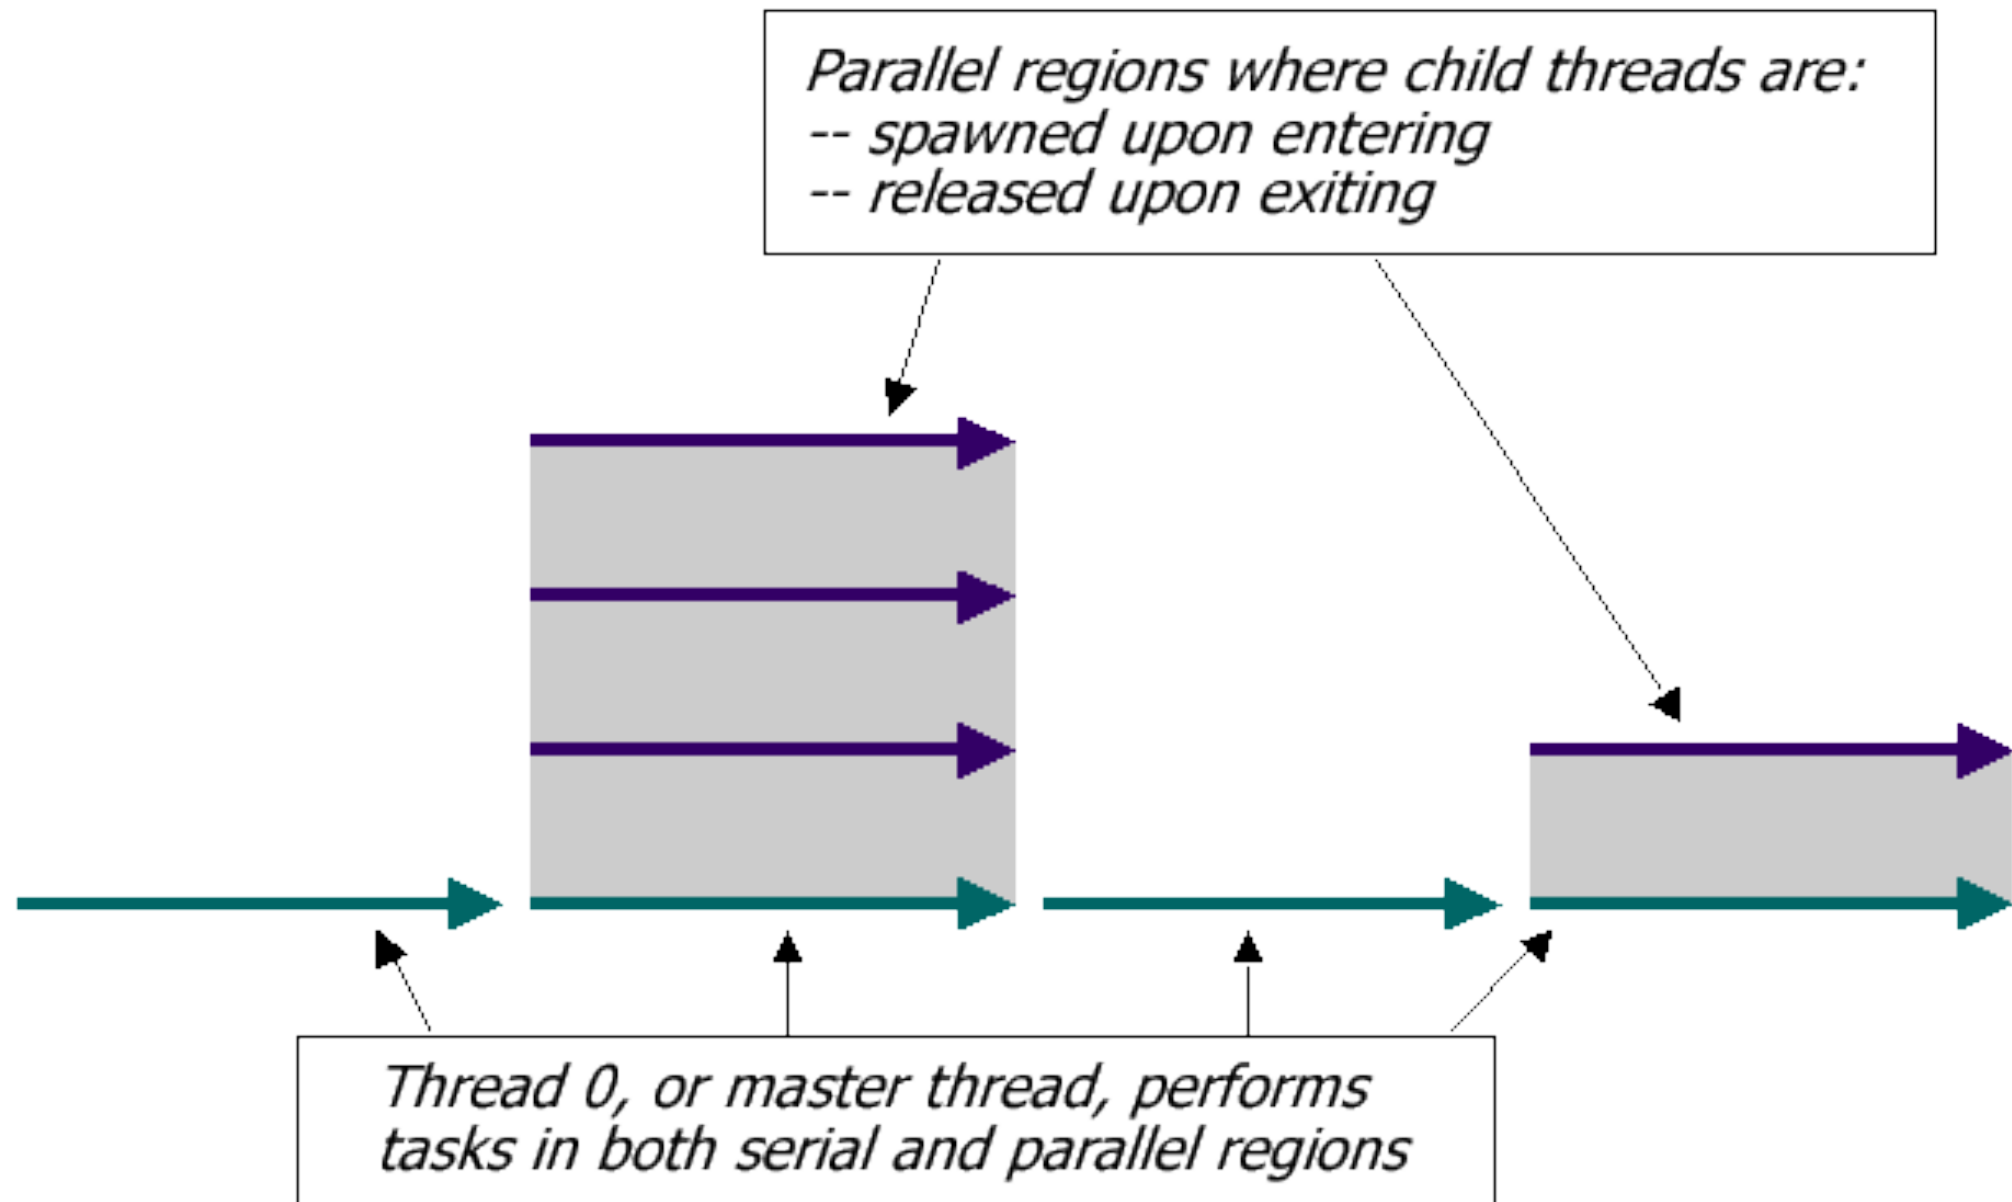 Parallel regions where child threads are:
-- spawned upon entering
-- released upon exiting
Thread 0, or master thread, performs
tasks in both serial and parallel regions